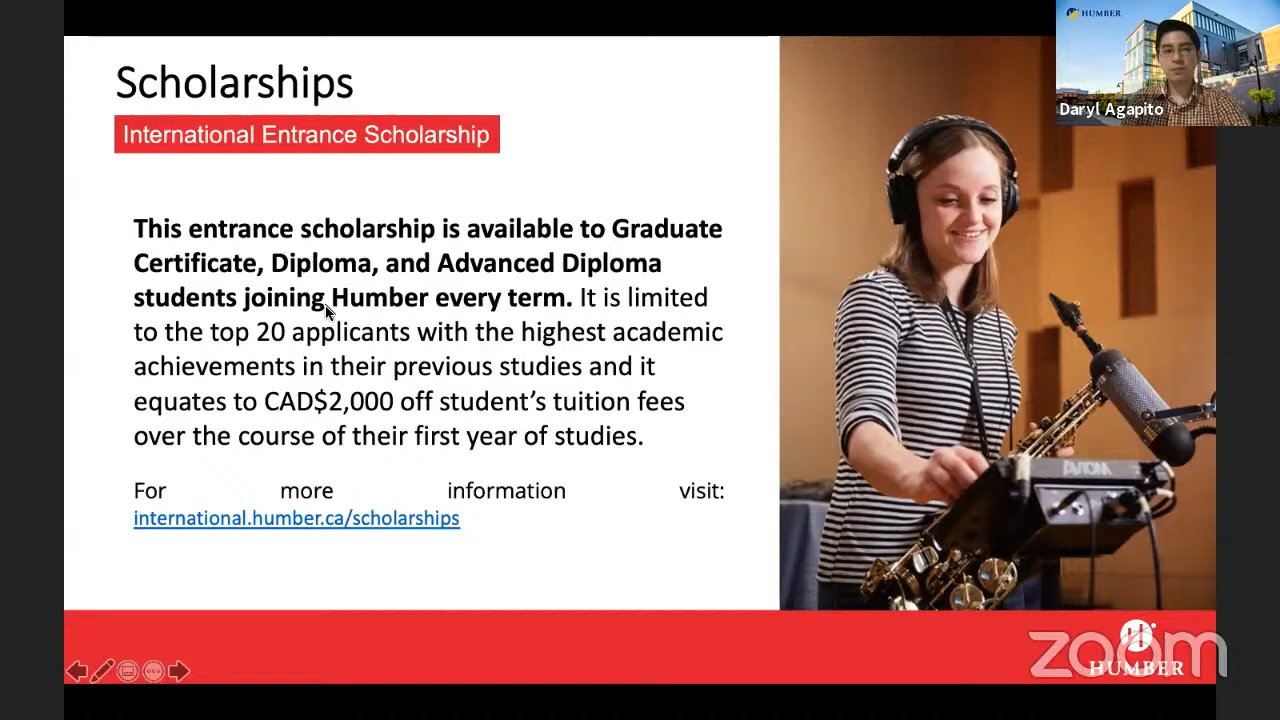 Scholarships
International Entrance Scholarship
This entrance scholarship is available to Graduate
Certificate, Diploma, and Advanced Diploma
students joining Humber every term. It is limited
to the top 20 applicants with the highest academic
achievements in their previous studies and it
equates to CAD$2,000 off student’s tuition fees
over the course of their first year of studies.
For more information visit:
international.humber.ca/scholarships
HUMBER
Daryl Agapito
AVIOM
zoom
H
HUMBER